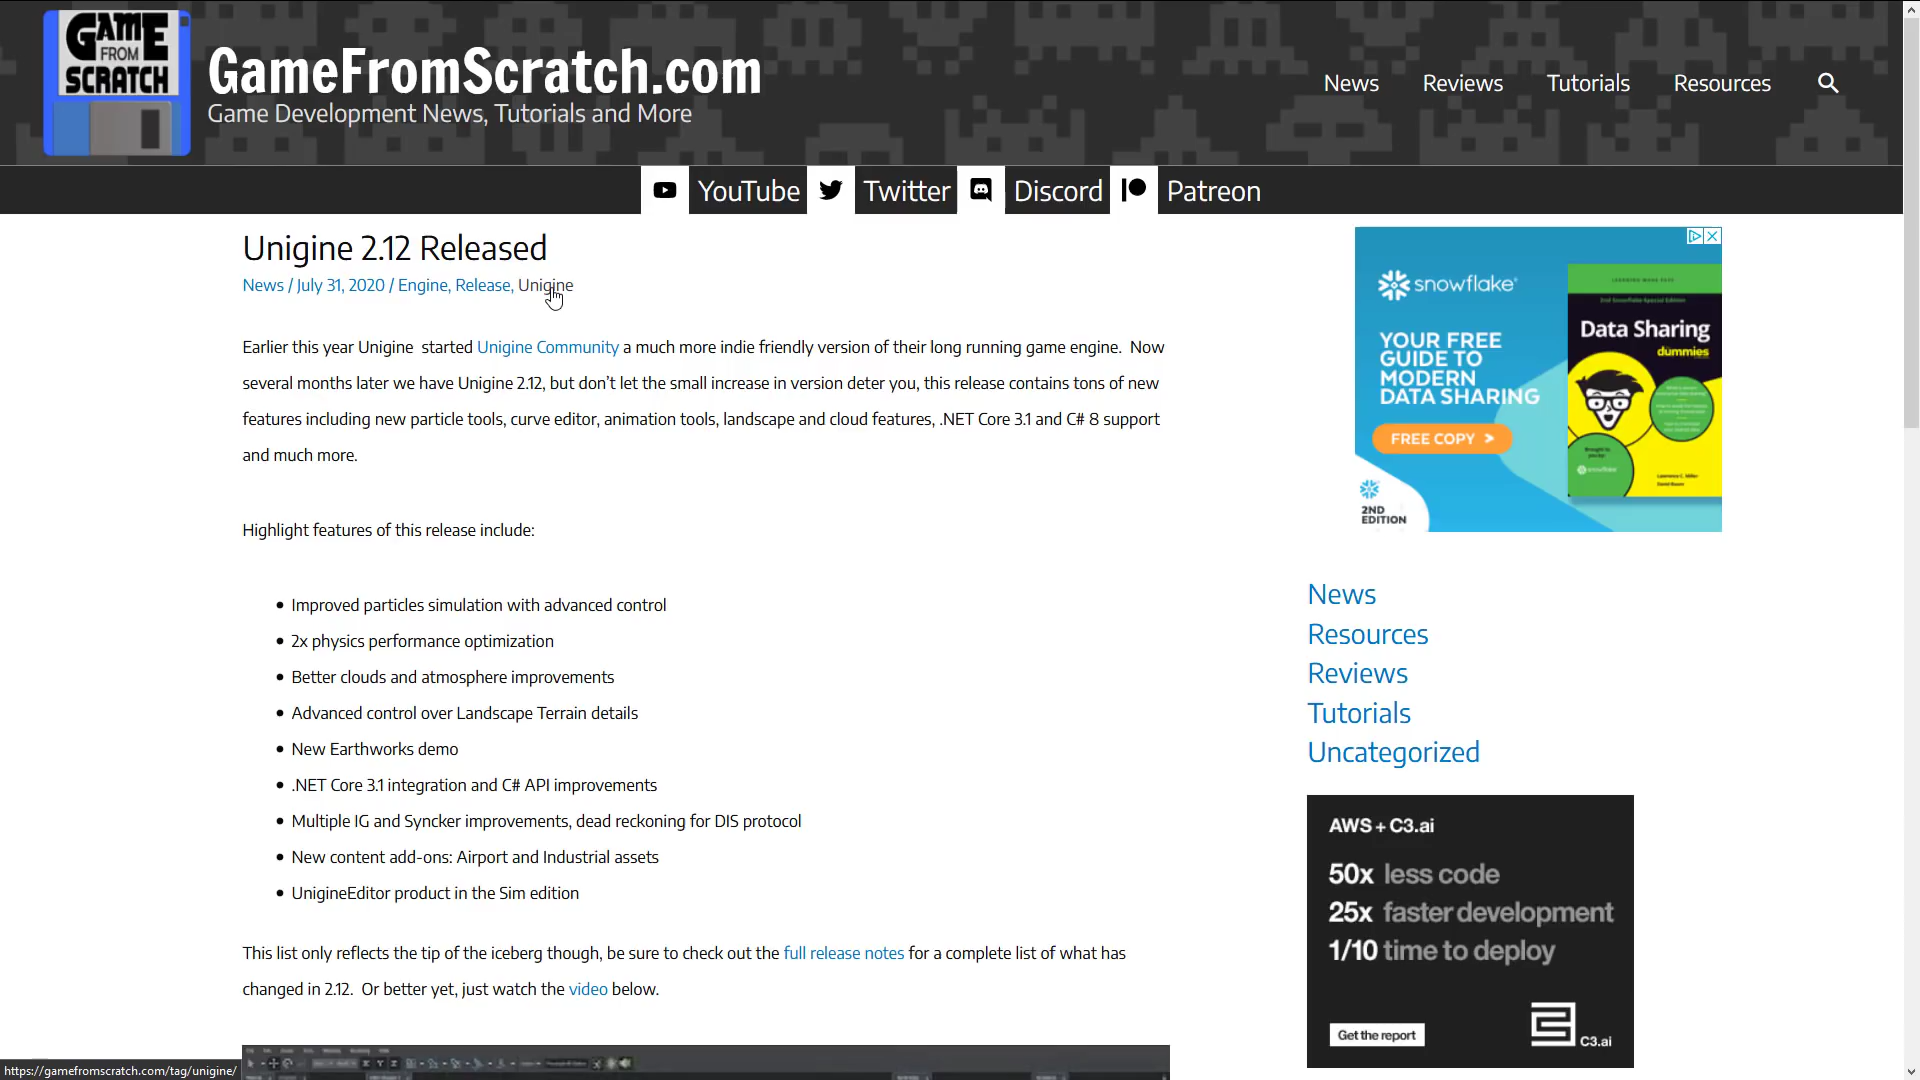 GAME
FROM
SCRATCH
GameFromScratch.com
Game Development News, Tutorials and More
News Reviews Tutorials Resources
YouTube Twitter Discord Patreon
Unigine 2.12 Released
News / July 31, 2020 / Engine, Release, Unigine
Earlier this year Unigine started Unigine Community a much more indie friendly version of their long running game engine. Now
several months later we have Unigine 2.12, but don't let the small increase in version deter you, this release contains tons of new
features including new particle tools, curve editor, animation tools, landscape and cloud features, .NET Core 3.1 and C# 8 support
and much more.
Highlight features of this release include:
Improved particles simulation with advanced control
2x physics performance optimization
Better clouds and atmosphere improvements
Advanced control over Landscape Terrain details
New Earthworks demo
.NET Core 3.1 integration and C# API improvements
Multiple IG and Syncker improvements, dead reckoning for DIS protocol
New content add-ons: Airport and Industrial assets
UnigineEditor product in the Sim edition
This list only reflects the tip of the iceberg though, be sure to check out the full release notes for a complete list of what has
changed in 2.12. Or better yet, just watch the video below.
snowflake
YOUR FREE
GUIDE TO
MODERN
DATA SHARING
FREE COPY >
2ND
EDITION
LEARNING MADE EASY
2nd Snowflake Special Edition
Data Sharing
dummies
News
Resources
Reviews
Tutorials
Uncategorized
AWS + C3.ai
50x less code
25x faster development
1/10 time to deploy
Get the report
C3.ai
https://gamefromscratch.com/tag/unigine/